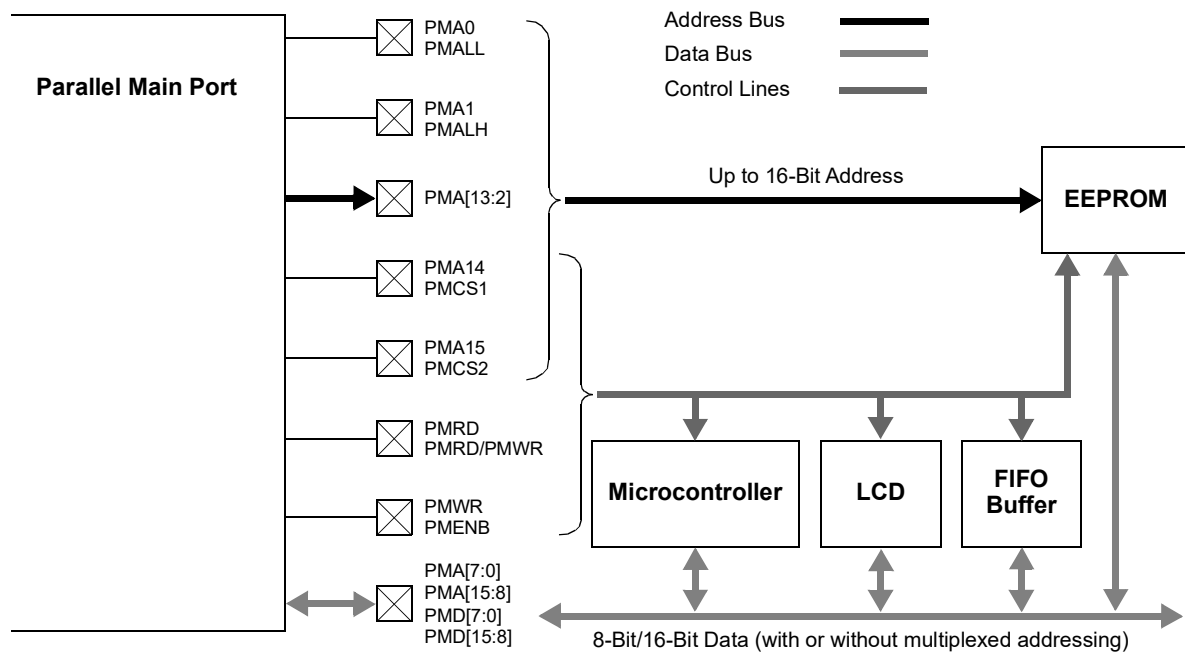 Parallel Main Port
PMA0
PMALL
PMA1
PMALH
PMA[13:2]
PMA14
PMCS1
PMA15
PMCS2
PMRD
PMRD/PMWR
PMWR
PMENB
PMA[7:0]
PMA[15:8]
PMD[7:0]
PMD[15:8]
Address Bus
Data Bus
Control Lines
Up to 16-Bit Address
EEPROM
Microcontroller
LCD
FIFO
Buffer
8-Bit/16-Bit Data (with or without multiplexed addressing)